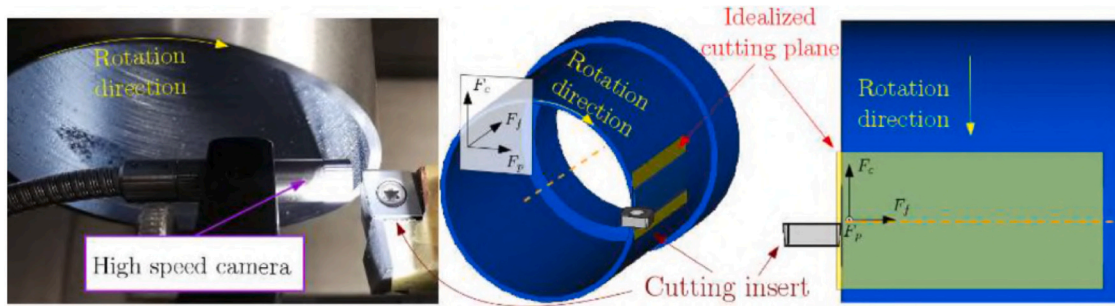 Rotation
direction
High speed camera
F_c
F_f
F_p
Rotation
direction
Idealized
cutting plane
Cutting insert
Rotation
direction
F_c
F_f
F_p